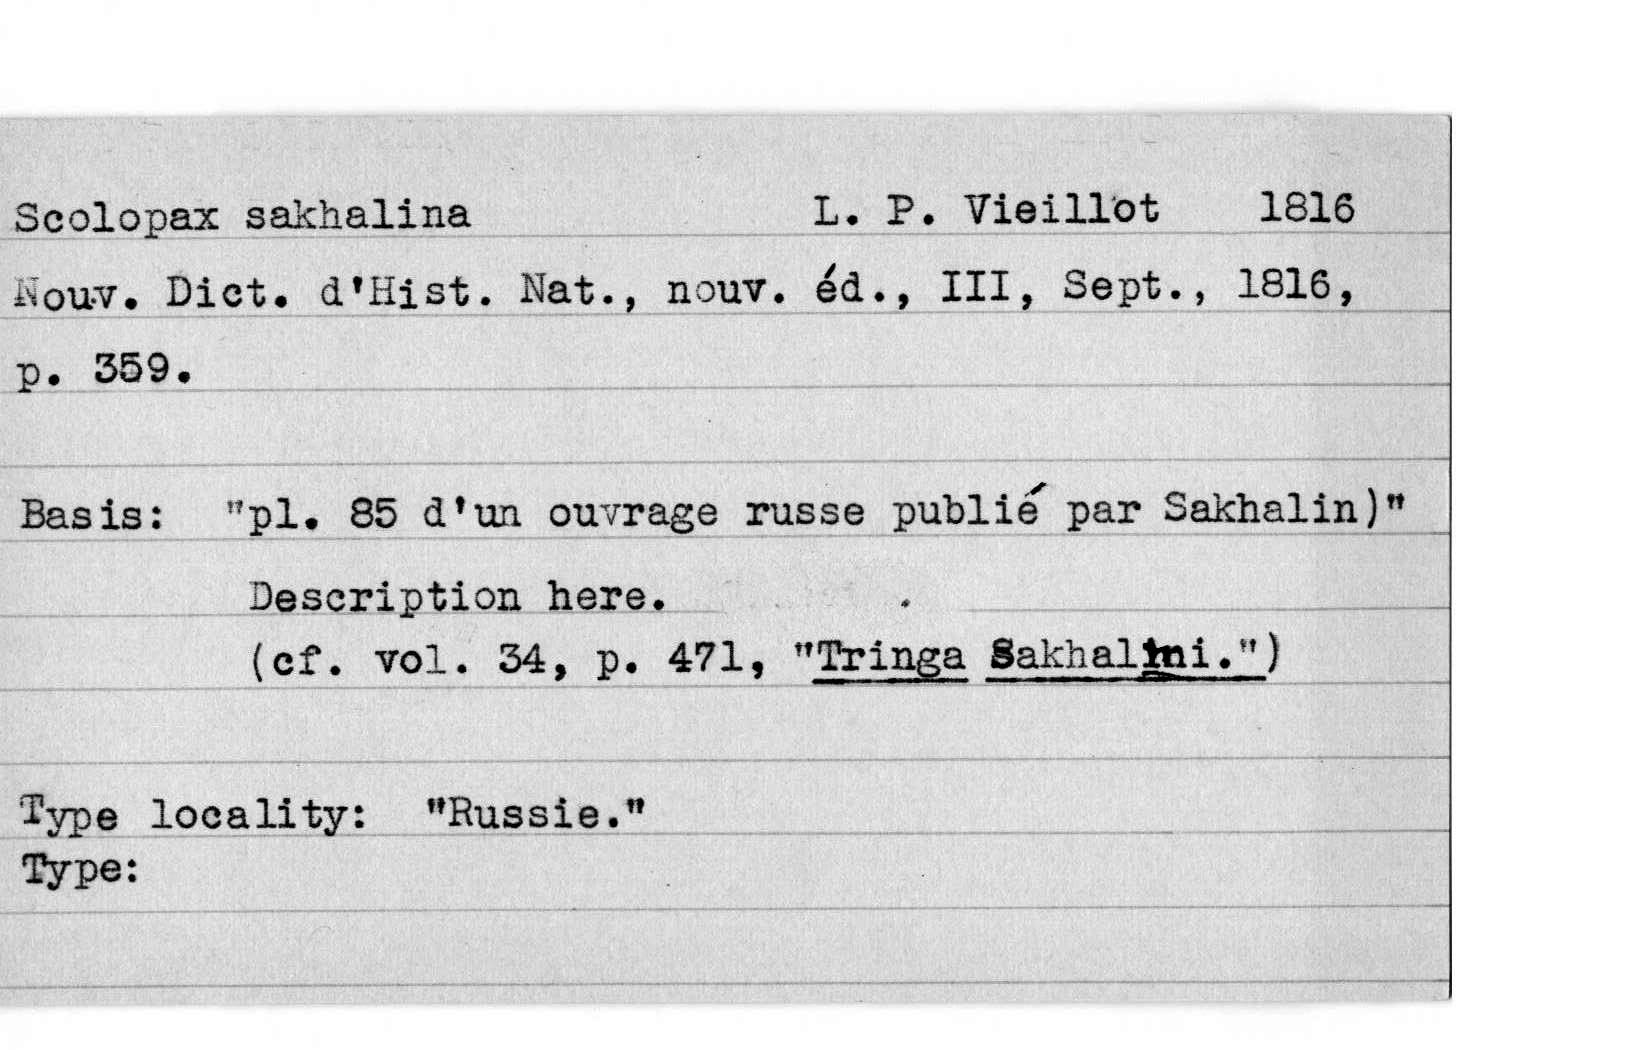 Scolopax sakhalina L. P. Vieillot 1816
Nouv. Dict. d'Hist. Nat., nouv. éd., III, Sept., 1816,
p. 359.
Basis: "pl. 85 d'un ouvrage russe publié par Sakhalin)"
Description here.
(cf. vol. 34, p. 471, "Tringa Sakhalini.")
Type locality: "Russie."
Type: